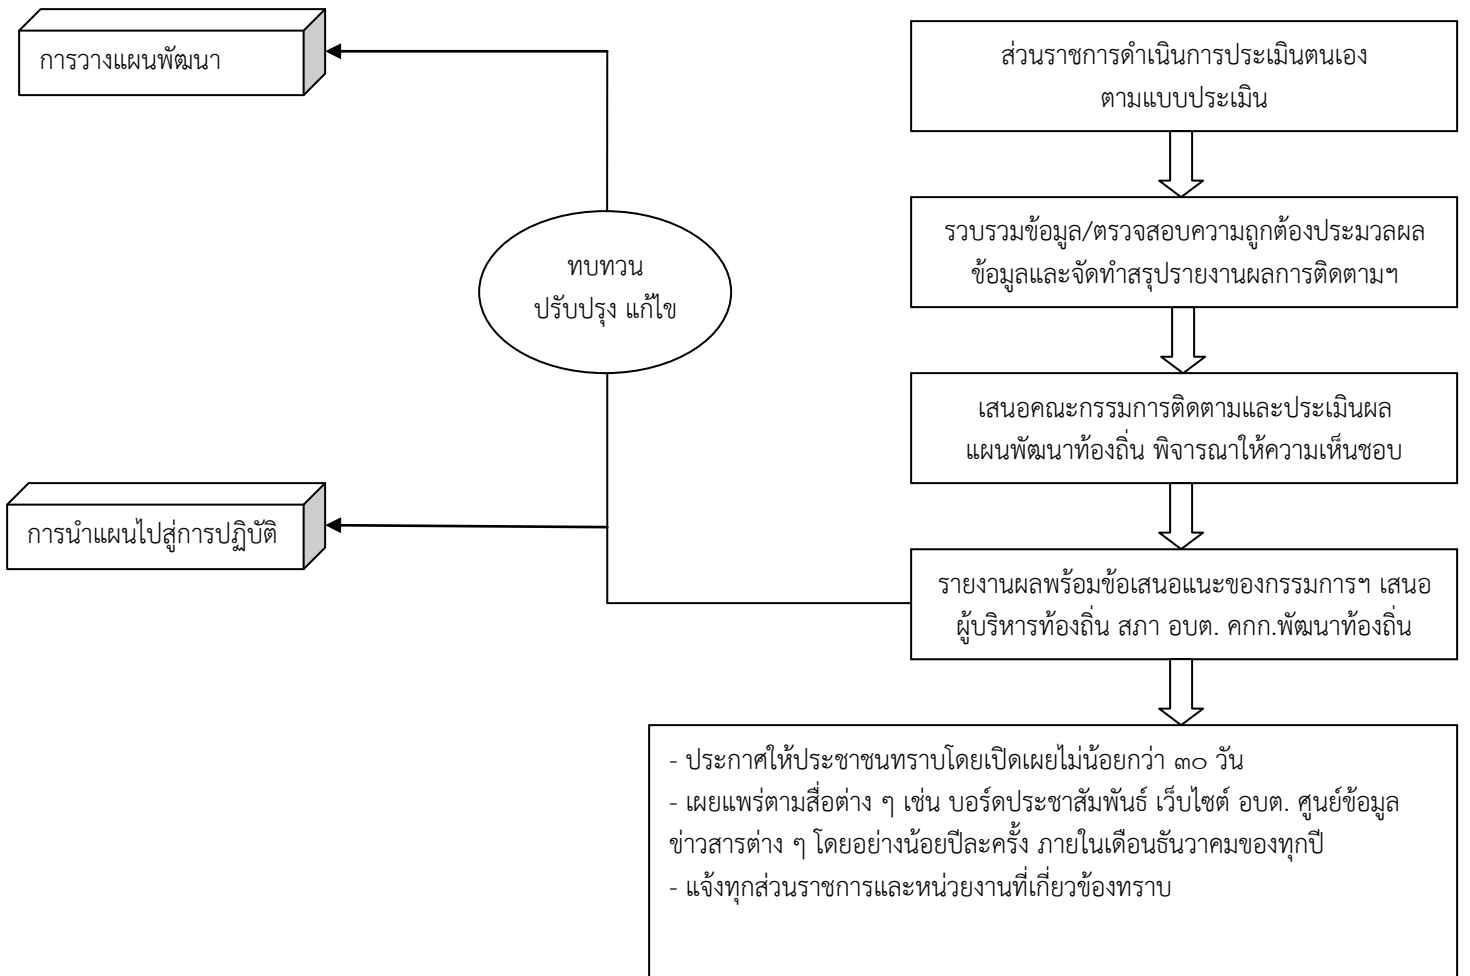 การวางแผนพัฒนา
ส่วนราชการดำเนินการประเมินตนเอง
ตามแบบประเมิน
รวบรวมข้อมูล/ตรวจสอบความถูกต้องประมวลผล
ข้อมูลและจัดทำสรุปรายงานผลการติดตามฯ
ทบทวน
ปรับปรุง แก้ไข
เสนอคณะกรรมการติดตามและประเมินผล
แผนพัฒนาท้องถิ่น พิจารณาให้ความเห็นชอบ
การนำแผนไปสู่การปฏิบัติ
รายงานผลพร้อมข้อเสนอแนะของกรรมการฯ เสนอ
ผู้บริหารท้องถิ่น สภา อบต. คกก.พัฒนาท้องถิ่น
- ประกาศให้ประชาชนทราบโดยเปิดเผยไม่น้อยกว่า ๓๐ วัน
- เผยแพร่ตามสื่อต่าง ๆ เช่น บอร์ดประชาสัมพันธ์ เว็บไซต์ อบต. ศูนย์ข้อมูล
ข่าวสารต่าง ๆ โดยอย่างน้อยปีละครั้ง ภายในเดือนธันวาคมของทุกปี
- แจ้งทุกส่วนราชการและหน่วยงานที่เกี่ยวข้องทราบ